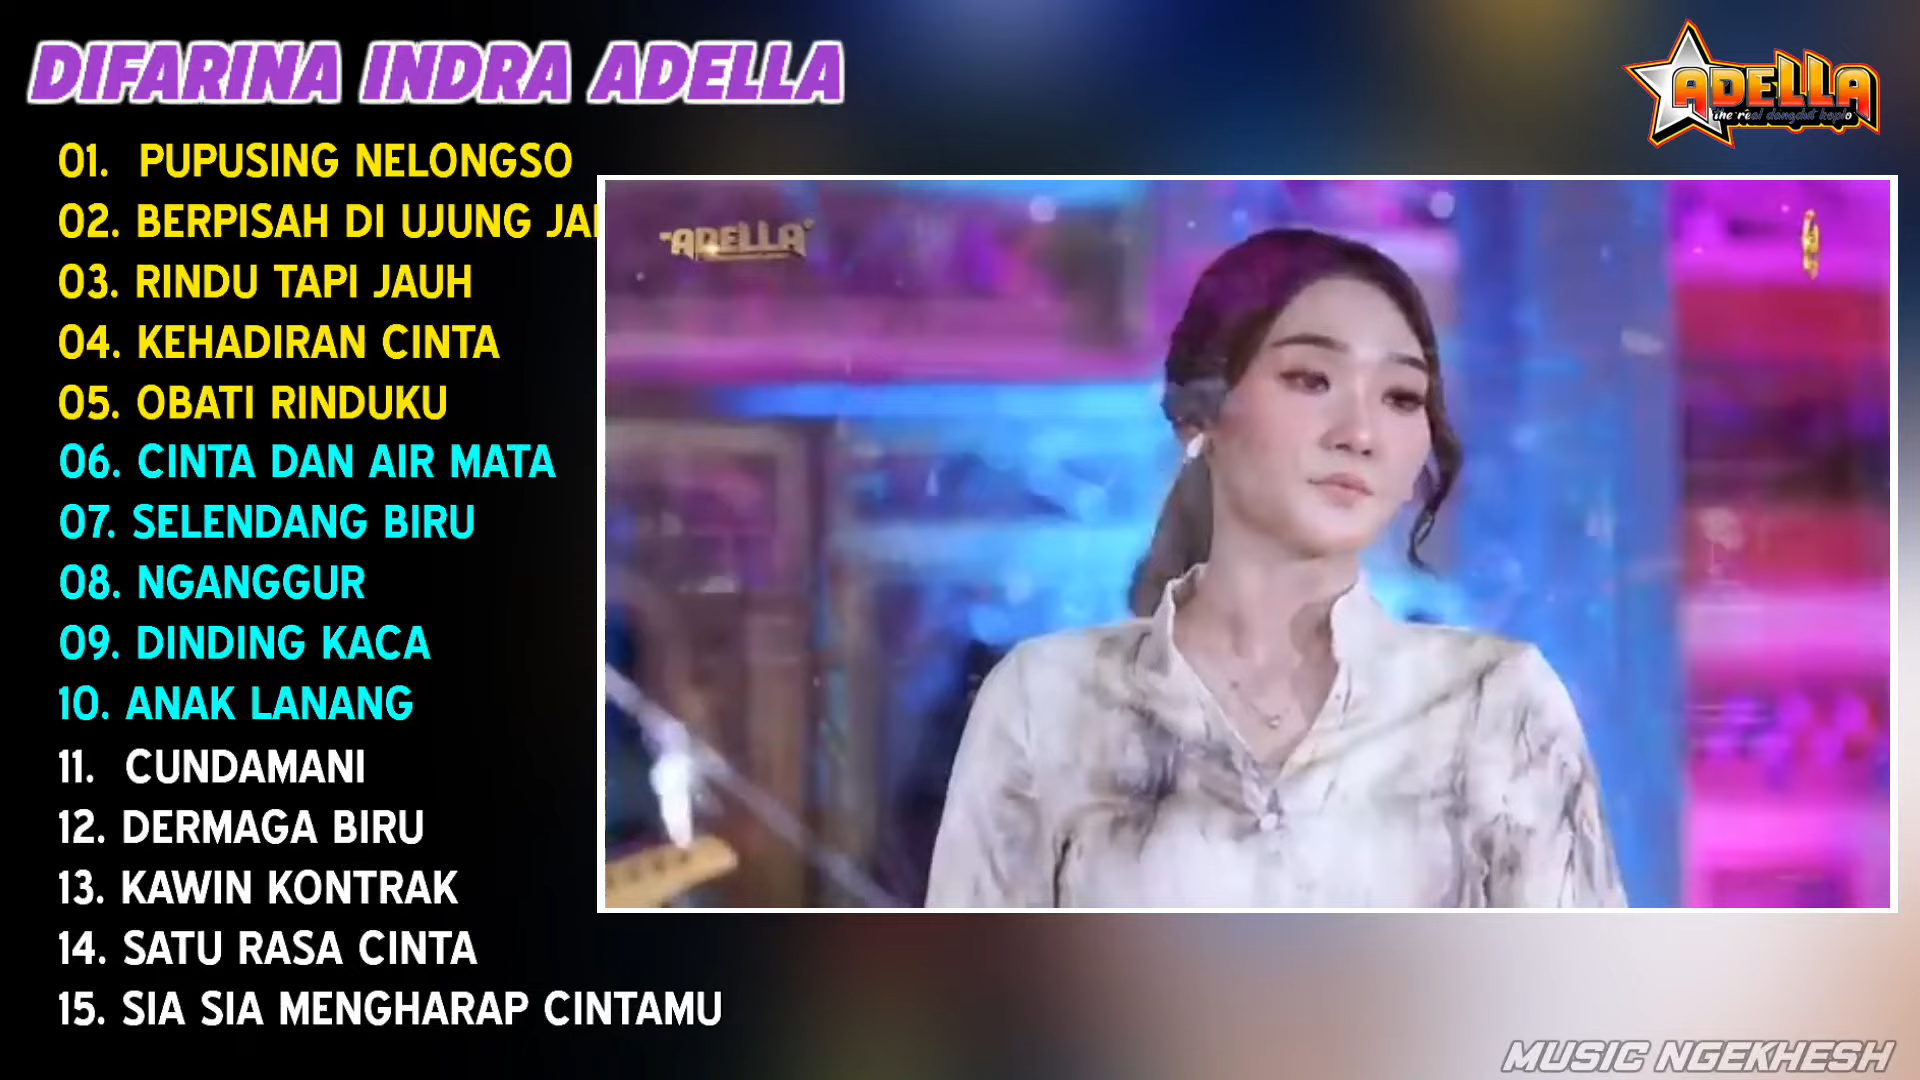 DIFARINA INDRA ADELLA
ADELLA
the real dangdut koplo
01. PUPUSING NELONGSO
02. BERPISAH DI UJUNG
03. RINDU TAPI JAUH
04. KEHADIRAN CINTA
05. OBATI RINDUKU
06. CINTA DAN AIR MATA
07. SELENDANG BIRU
08. NGANGGUR
09. DINDING KACA
10. ANAK LANANG
11. CUNDAMANI
12. DERMAGA BIRU
13. KAWIN KONTRAK
14. SATU RASA CINTA
15. SIA SIA MENGHARAP CINTAMU
ADELLA
MUSIC NGEKHESH